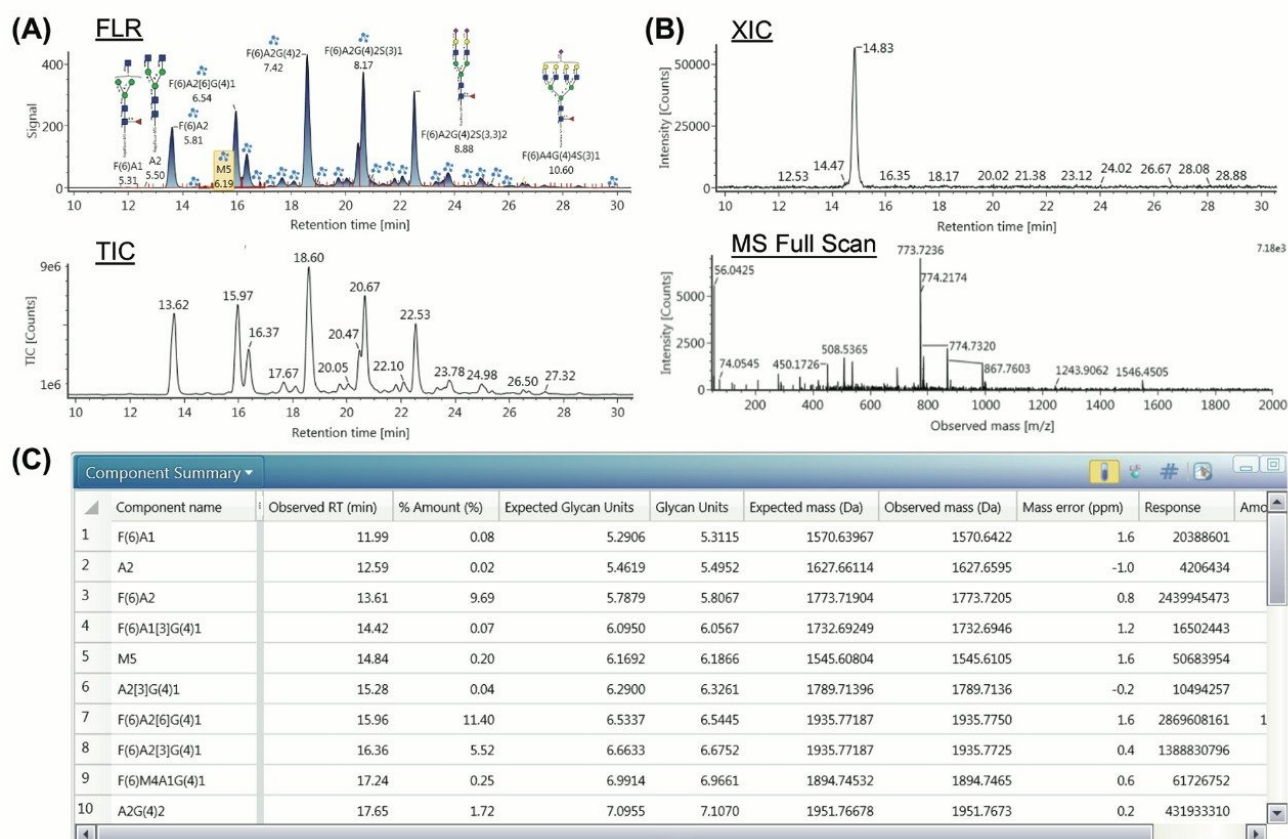 (A)
FLR
Signal
400
200
0
F(6)A1
5.31
A2
5.50
F(6)A2
5.81
M5
6.19
F(6)A2[6]G(4)1
6.54
F(6)A2G(4)2
7.42
F(6)A2G(4)2S(3)1
8.17
F(6)A2G(4)2S(3,3)2
8.88
F(6)A4G(4)4S(3)1
10.60
10 12 14 16 18 20 22 24 26 28 30
Retention time [min]
TIC
TIC [Counts]
9e6
1e6
13.62
15.97
16.37
17.67
18.60
20.05
20.47
20.67
22.10
22.53
23.78
24.98
26.50
27.32
10 12 14 16 18 20 22 24 26 28 30
Retention time [min]
(B)
XIC
Intensity [Counts]
50000
25000
0
12.53
14.47
14.83
16.35
18.17
20.02
21.38
23.12
24.02
26.67
28.08
28.88
10 12 14 16 18 20 22 24 26 28 30
Retention time [min]
MS Full Scan
7.18e3
Intensity [Counts]
5000
2500
0
56.0425
74.0545
450.1726
508.5365
773.7236
774.2174
774.7320
867.7603
1243.9062
1546.4505
200 400 600 800 1000 1200 1400 1600 1800 2000
Observed mass [m/z]
(C)
Component Summary
Component name Observed RT (min) % Amount (%) Expected Glycan Units Glycan Units Expected mass (Da) Observed mass (Da) Mass error (ppm) Response Amo
1 F(6)A1 11.99 0.08 5.2906 5.3115 1570.63967 1570.6422 1.6 20388601
2 A2 12.59 0.02 5.4619 5.4952 1627.66114 1627.6595 -1.0 4206434
3 F(6)A2 13.61 9.69 5.7879 5.8067 1773.71904 1773.7205 0.8 2439945473
4 F(6)A1[3]G(4)1 14.42 0.07 6.0950 6.0567 1732.69249 1732.6946 1.2 16502443
5 M5 14.84 0.20 6.1692 6.1866 1545.60804 1545.6105 1.6 50683954
6 A2[3]G(4)1 15.28 0.04 6.2900 6.3261 1789.71396 1789.7136 -0.2 10494257
7 F(6)A2[6]G(4)1 15.96 11.40 6.5337 6.5445 1935.77187 1935.7750 1.6 2869608161 1
8 F(6)A2[3]G(4)1 16.36 5.52 6.6633 6.6752 1935.77187 1935.7725 0.4 1388830796
9 F(6)M4A1G(4)1 17.24 0.25 6.9914 6.9661 1894.74532 1894.7465 0.6 61726752
10 A2G(4)2 17.65 1.72 7.0955 7.1070 1951.76678 1951.7673 0.2 431933310